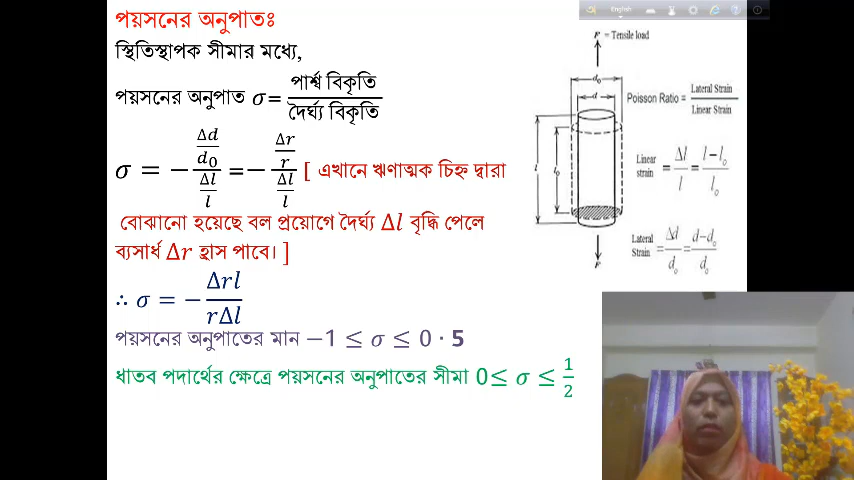 পয়সনের অনুপাতঃ
স্থিতিস্থাপক সীমার মধ্যে,
পয়সনের অনুপাত σ= পার্শ্ব বিকৃতি / দৈর্ঘ্য বিকৃতি
σ = − (Δd/d₀)/(Δl/l) =− (Δr/r)/(Δl/l) [ এখানে ঋণাত্মক চিহ্ন দ্বারা
বোঝানো হয়েছে বল প্রয়োগে দৈর্ঘ্য Δl বৃদ্ধি পেলে
ব্যসার্ধ Δr হ্রাস পাবে। ]
∴ σ = − Δrl / rΔl
পয়সনের অনুপাতের মান −1 ≤ σ ≤ 0 · 5
ধাতব পদার্থের ক্ষেত্রে পয়সনের অনুপাতের সীমা 0≤ σ ≤ 1/2
English
F = Tensile load
d₀
d
l
l₀
F
Poisson Ratio = Lateral Strain / Linear Strain
Linear strain = Δl / l = l−l₀ / l₀
Lateral Strain = Δd / d₀ = d−d₀ / d₀